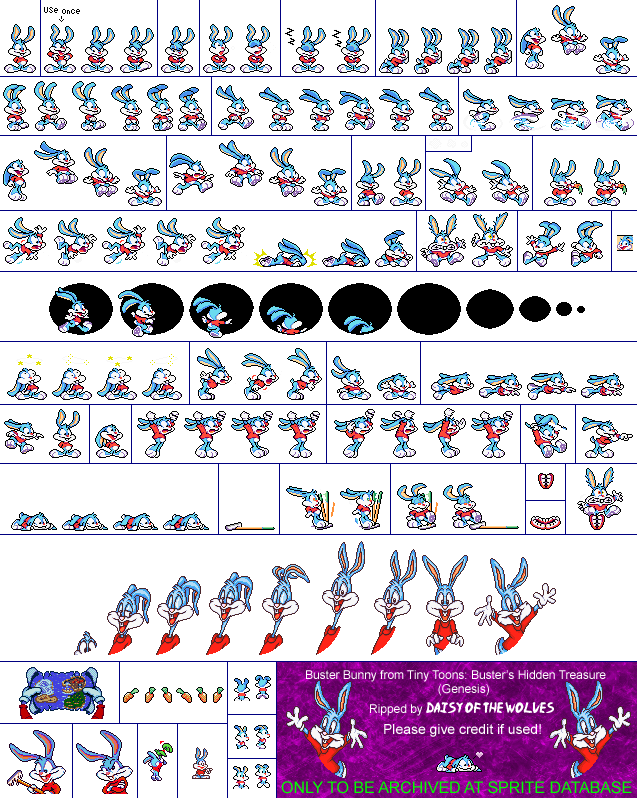 Use once
Buster Bunny from Tiny Toons: Buster's Hidden Treasure
(Genesis)
Ripped by DAISY OF THE WOLVES
Please give credit if used!
ONLY TO BE ARCHIVED AT SPRITE DATABASE